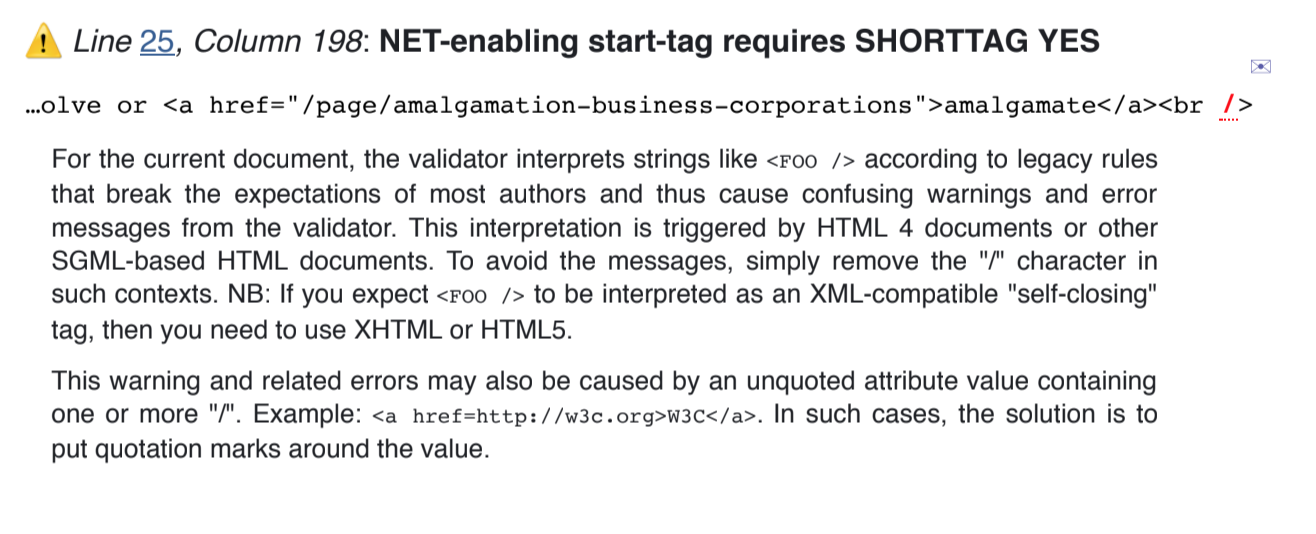 Line 25, Column 198: NET-enabling start-tag requires SHORTTAG YES
…olve or <a href="/page/amalgamation-business-corporations">amalgamate</a><br />
For the current document, the validator interprets strings like <FOO /> according to legacy rules
that break the expectations of most authors and thus cause confusing warnings and error
messages from the validator. This interpretation is triggered by HTML 4 documents or other
SGML-based HTML documents. To avoid the messages, simply remove the "/" character in
such contexts. NB: If you expect <FOO /> to be interpreted as an XML-compatible "self-closing"
tag, then you need to use XHTML or HTML5.
This warning and related errors may also be caused by an unquoted attribute value containing
one or more "/". Example: <a href=http://w3c.org>W3C</a>. In such cases, the solution is to
put quotation marks around the value.